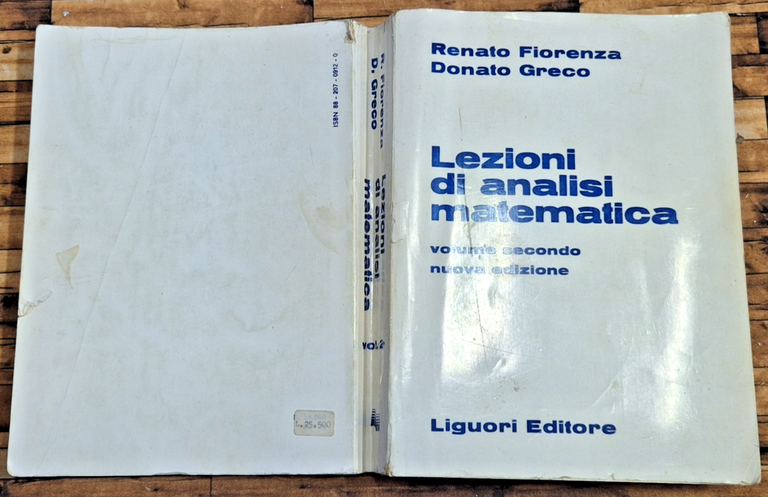 Renato Fiorenza
Donato Greco
Lezioni
di analisi
matematica
volume secondo
nuova edizione
Liguori Editore
R. Fiorenza
D. Greco
Lezioni
di analisi
matematica
vol. 2°
ISBN 88 - 207 - 0912 - 0
L. 25.500